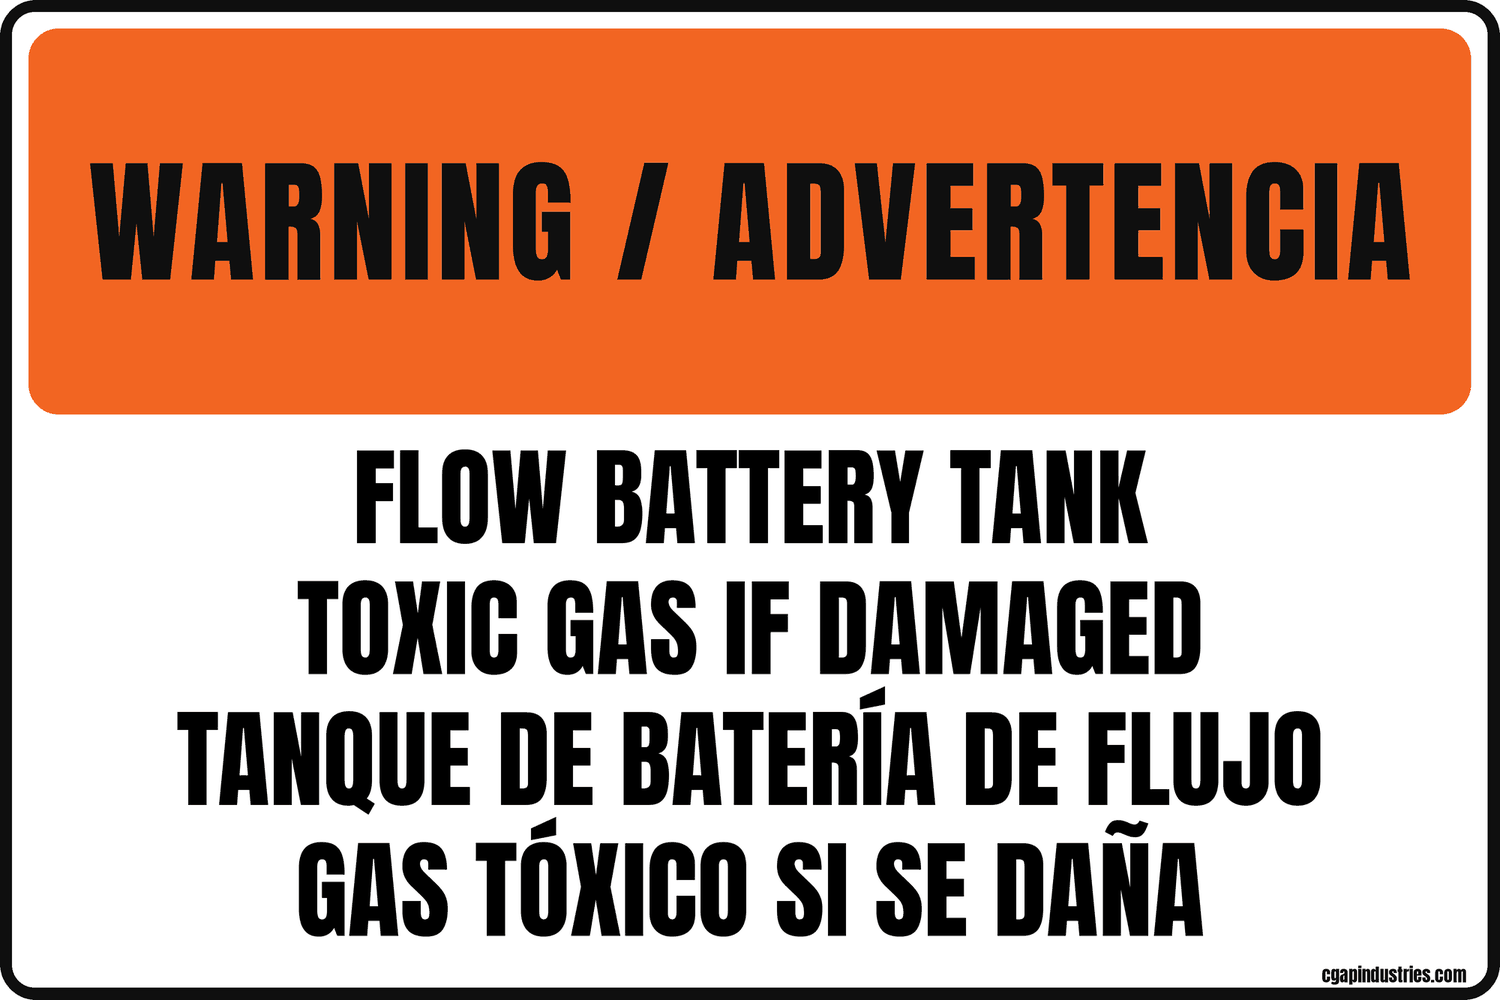 WARNING / ADVERTENCIA
FLOW BATTERY TANK
TOXIC GAS IF DAMAGED
TANQUE DE BATERÍA DE FLUJO
GAS TÓXICO SI SE DAÑA
cgapindustries.com